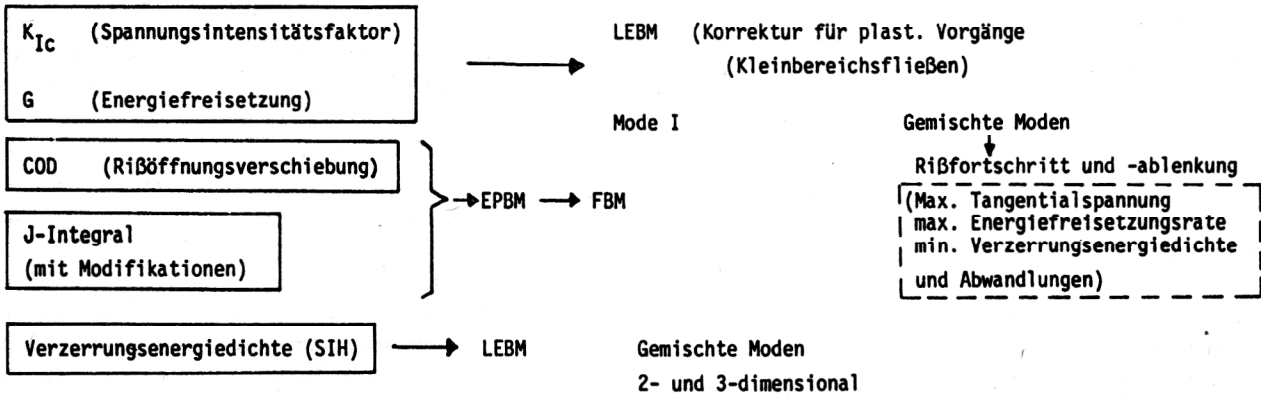 K_Ic (Spannungsintensitätsfaktor)
G (Energiefreisetzung)
LEBM (Korrektur für plast. Vorgänge
(Kleinbereichsfließen)
Mode I
Gemischte Moden
Rißfortschritt und -ablenkung
(Max. Tangentialspannung
max. Energiefreisetzungsrate
min. Verzerrungsenergiedichte
und Abwandlungen)
COD (Rißöffnungsverschiebung)
J-Integral
(mit Modifikationen)
EPBM FBM
Verzerrungsenergiedichte (SIH)
LEBM
Gemischte Moden
2- und 3-dimensional